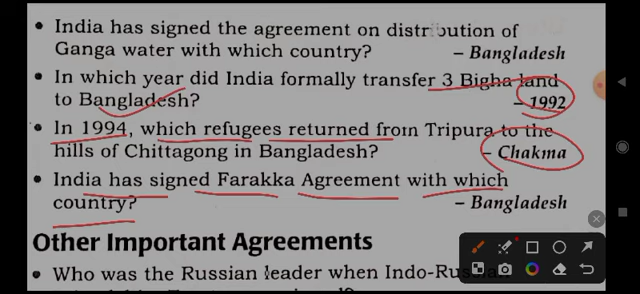 • India has signed the agreement on distribution of
Ganga water with which country? – Bangladesh
• In which year did India formally transfer 3 Bigha land
to Bangladesh? – 1992
• In 1994, which refugees returned from Tripura to the
hills of Chittagong in Bangladesh? – Chakma
• India has signed Farakka Agreement with which
country? – Bangladesh
Other Important Agreements
• Who was the Russian leader when Indo-